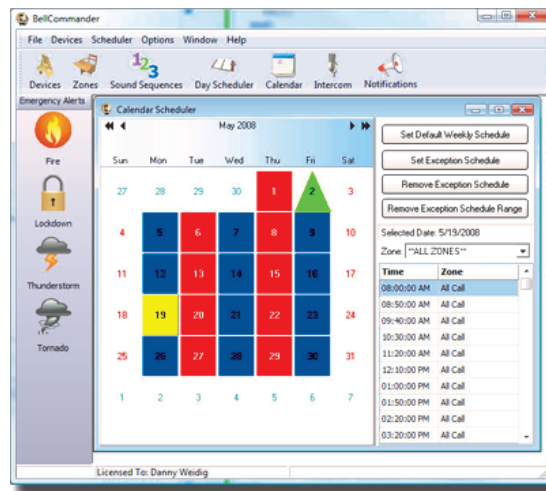 BellCommander
File Devices Scheduler Options Window Help
Devices Zones Sound Sequences Day Scheduler Calendar Intercom Notifications
Emergency Alerts
Fire
Lockdown
Thunderstorm
Tornado
Calendar Scheduler
May 2008
Sun Mon Tue Wed Thu Fri Sat
27 28 29 30 1 2 3
4 5 6 7 8 9 10
11 12 13 14 15 16 17
18 19 20 21 22 23 24
25 26 27 28 29 30 31
1 2 3 4 5 6 7
Set Default Weekly Schedule
Set Exception Schedule
Remove Exception Schedule
Remove Exception Schedule Range
Selected Date: 5/19/2008
Zone: **ALL ZONES**
Time Zone
08:00:00 AM All Call
08:50:00 AM All Call
09:40:00 AM All Call
10:30:00 AM All Call
11:20:00 AM All Call
12:10:00 PM All Call
01:00:00 PM All Call
01:50:00 PM All Call
02:20:00 PM All Call
03:20:00 PM All Call
Licensed To: Danny Weidig